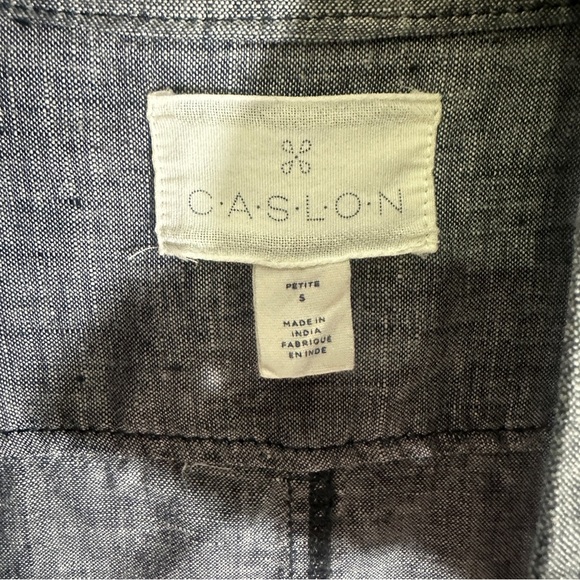 C·A·S·L·O·N
PETITE
S
MADE IN
INDIA
FABRIQUÉ
EN INDE